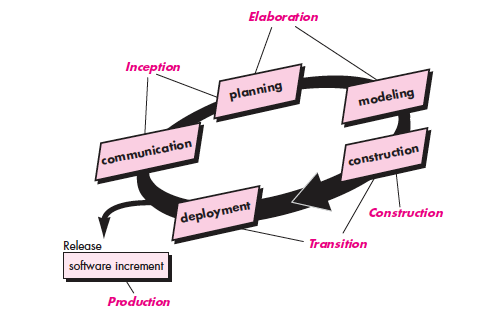 Elaboration
Inception
planning
modeling
communication
construction
deployment
Construction
Transition
Release
software increment
Production